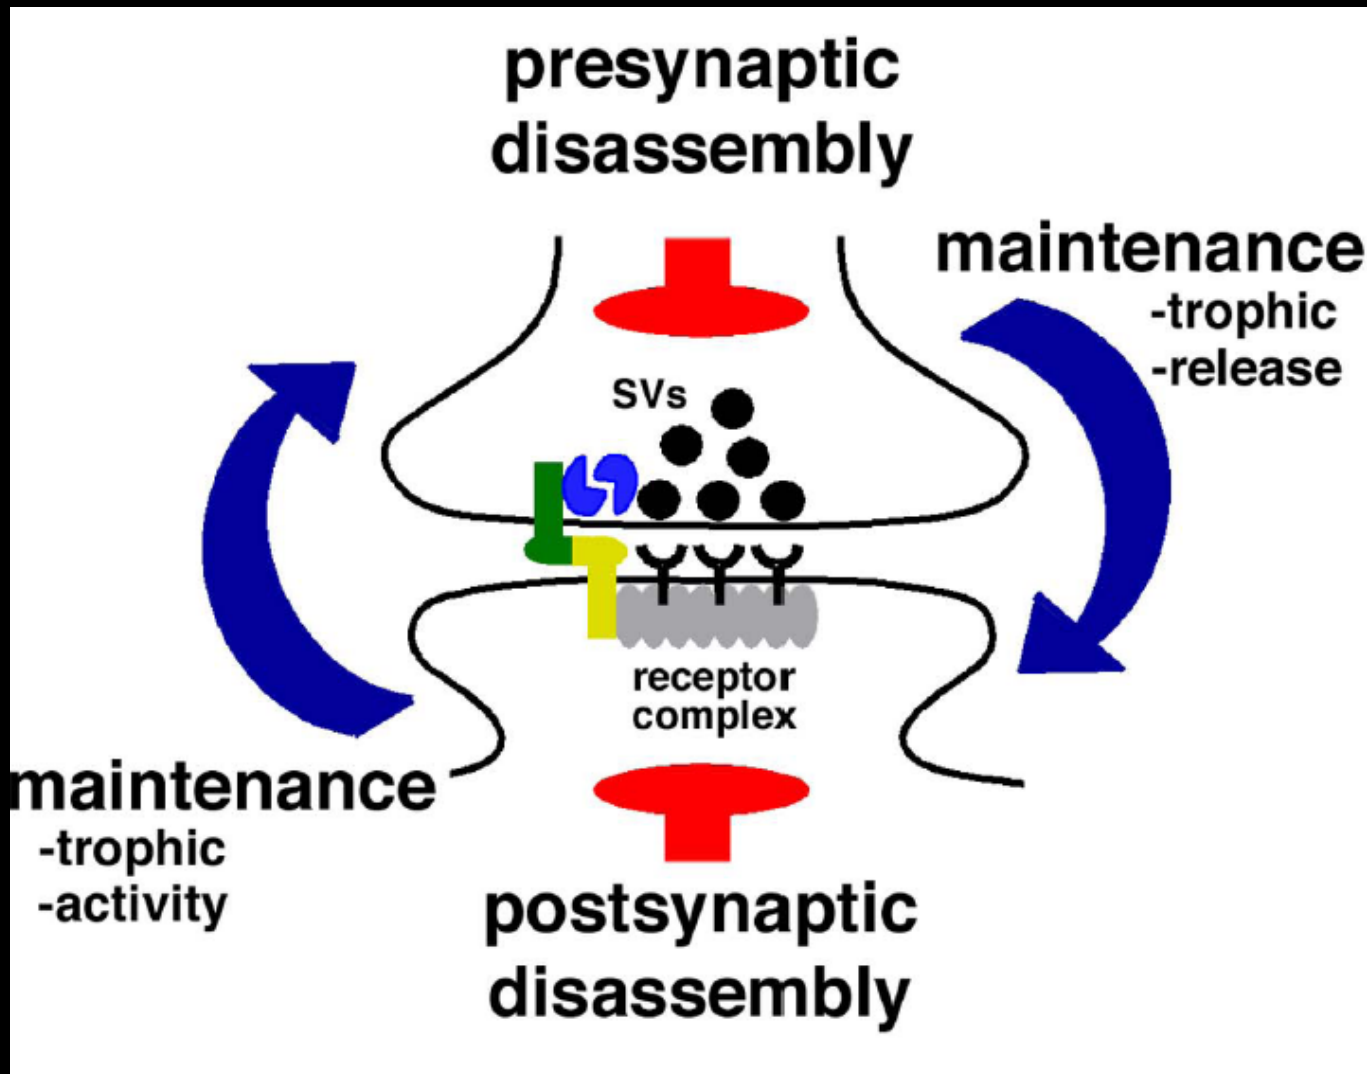 presynaptic
disassembly
maintenance
-trophic
-release
SVs
receptor
complex
maintenance
-trophic
-activity
postsynaptic
disassembly